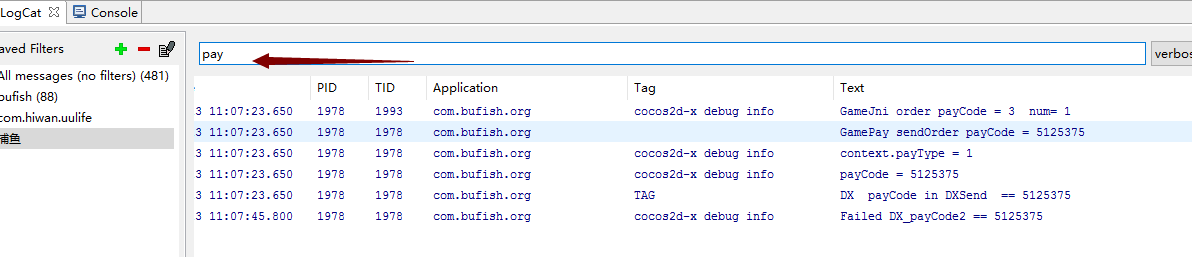 LogCat Console
aved Filters
pay
verbos
All messages (no filters) (481)
bufish (88)
com.hiwan.uulife
捕鱼
PID TID Application Tag Text
3 11:07:23.650 1978 1993 com.bufish.org cocos2d-x debug info GameJni order payCode = 3 num= 1
3 11:07:23.650 1978 1978 com.bufish.org cocos2d-x debug info GamePay sendOrder payCode = 5125375
3 11:07:23.650 1978 1978 com.bufish.org cocos2d-x debug info context.payType = 1
3 11:07:23.650 1978 1978 com.bufish.org cocos2d-x debug info payCode = 5125375
3 11:07:23.650 1978 1978 com.bufish.org TAG DX payCode in DXSend == 5125375
3 11:07:45.800 1978 1978 com.bufish.org cocos2d-x debug info Failed DX_payCode2 == 5125375